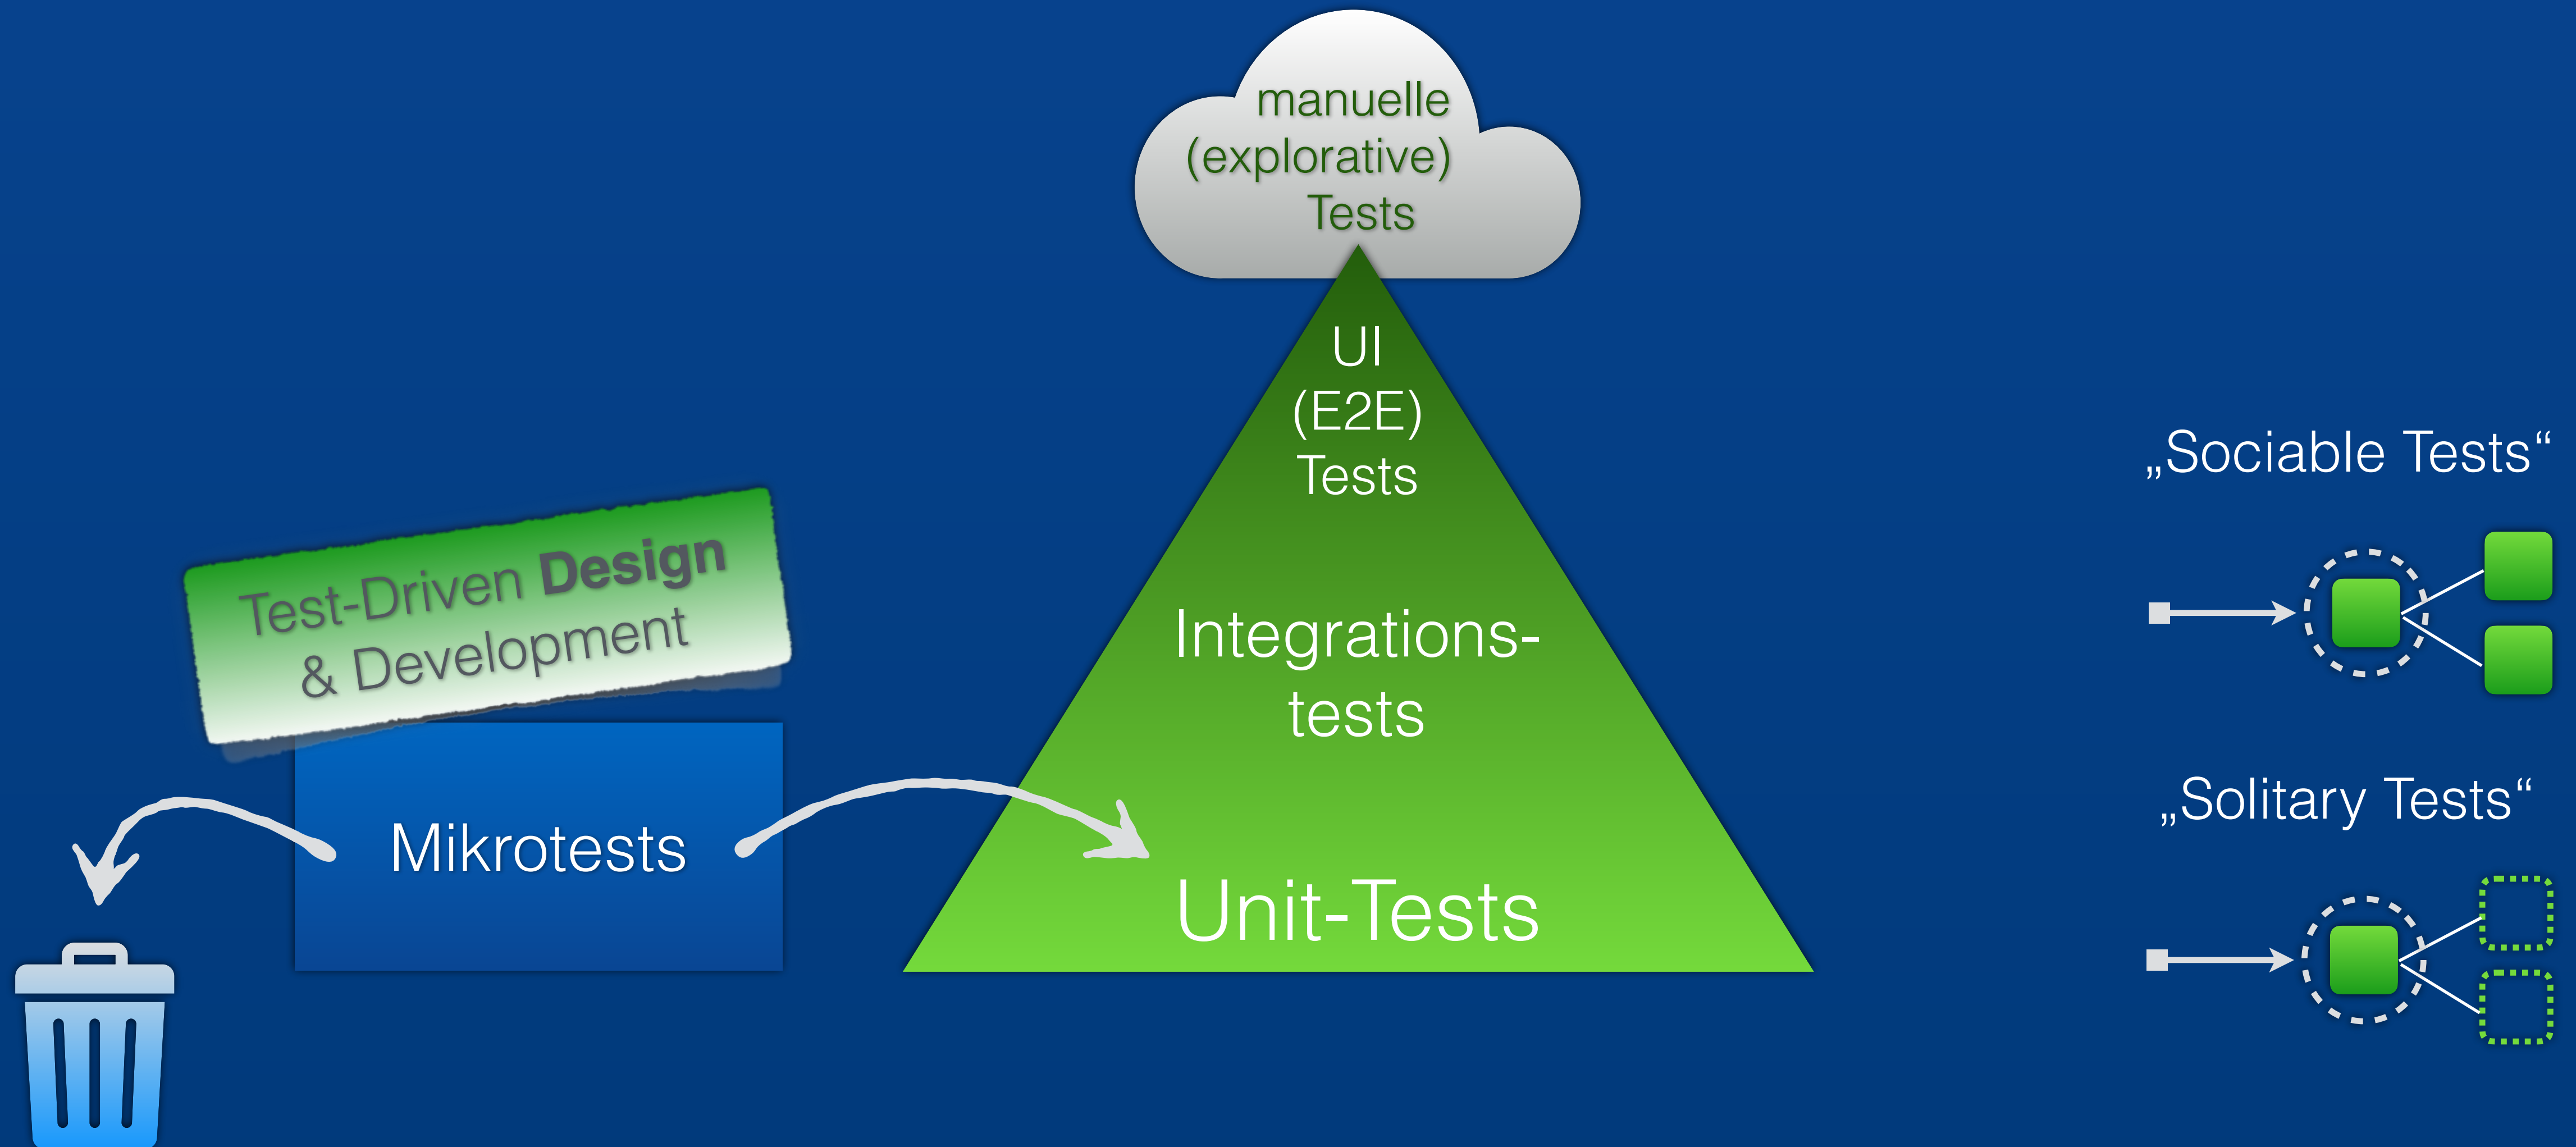 manuelle
(explorative)
Tests
UI
(E2E)
Tests
Integrations-
tests
Unit-Tests
Test-Driven Design
& Development
Mikrotests
„Sociable Tests“
„Solitary Tests“